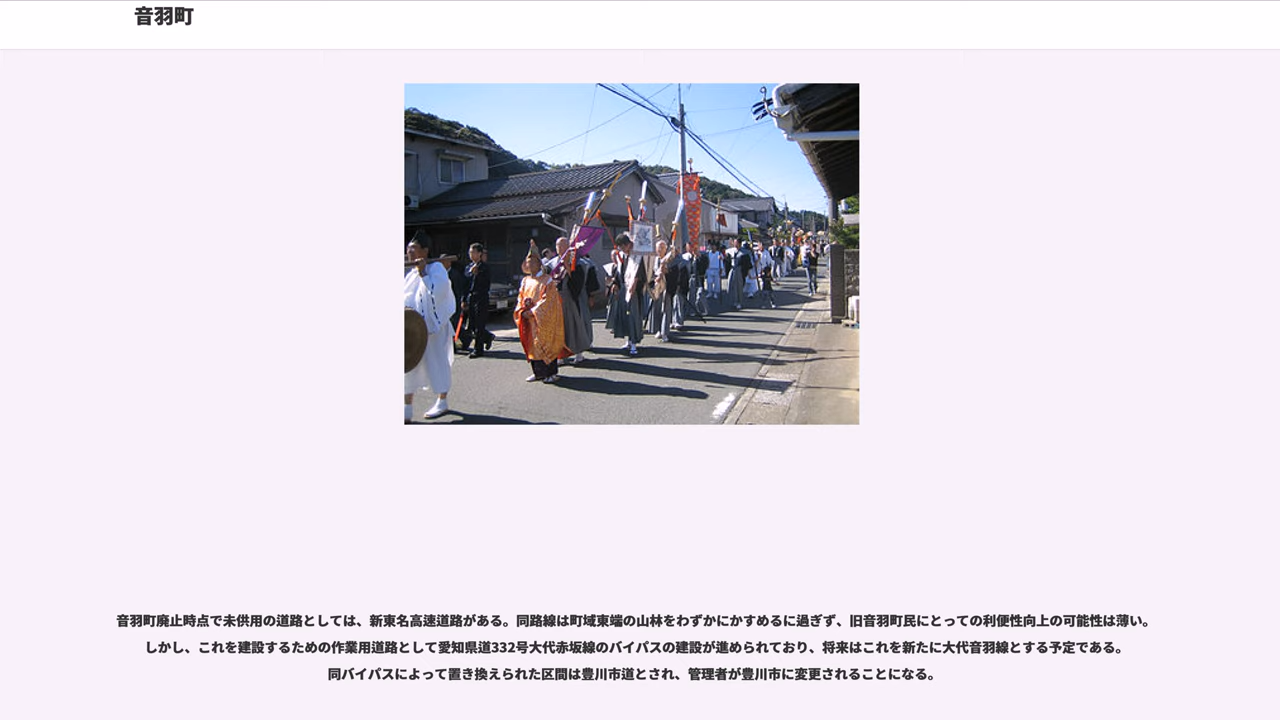 音羽町
音羽町廃止時点で未供用の道路としては、新東名高速道路がある。同路線は町域東端の山林をわずかにかすめるに過ぎず、旧音羽町民にとっての利便性向上の可能性は薄い。
しかし、これを建設するための作業用道路として愛知県道332号大代赤坂線のバイパスの建設が進められており、将来はこれを新たに大代音羽線とする予定である。
同バイパスによって置き換えられた区間は豊川市道とされ、管理者が豊川市に変更されることになる。